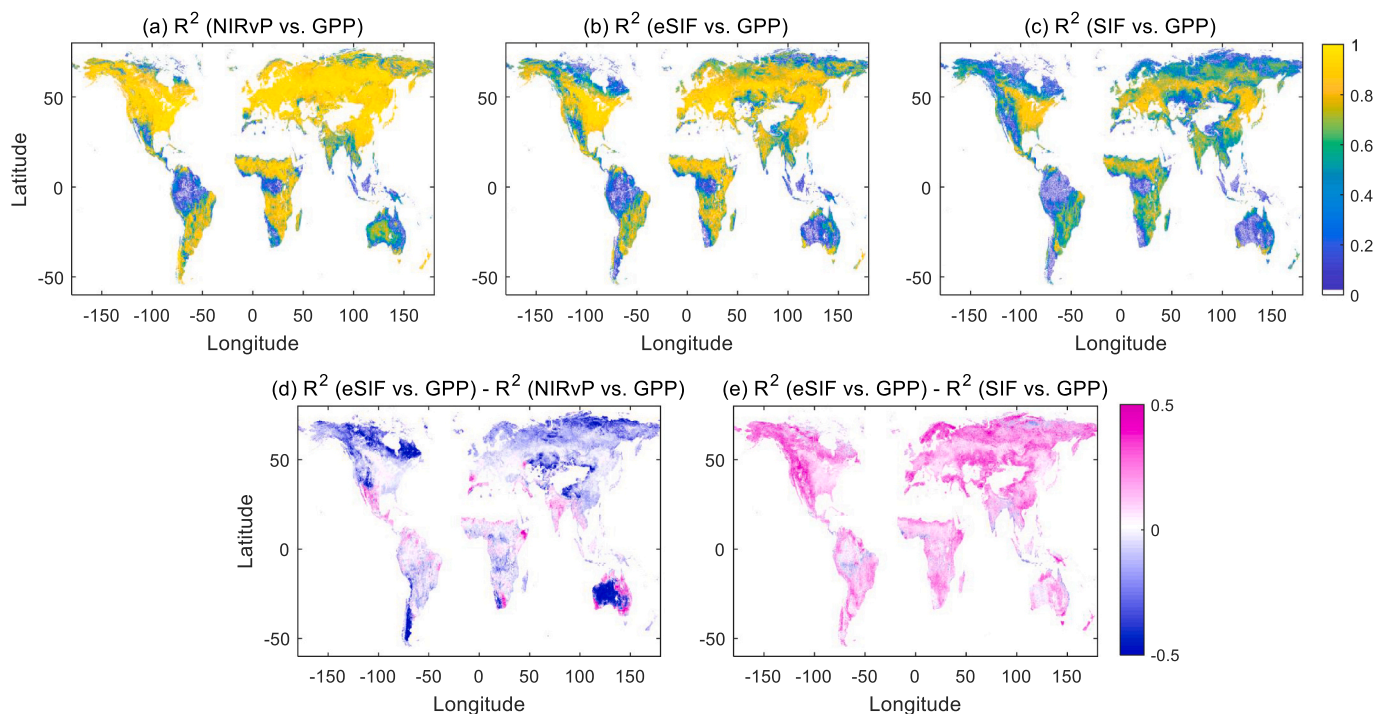 (a) R² (NIRvP vs. GPP)
(b) R² (eSIF vs. GPP)
(c) R² (SIF vs. GPP)
Latitude
50
0
-50
-150 -100 -50 0 50 100 150
Longitude
-150 -100 -50 0 50 100 150
Longitude
-150 -100 -50 0 50 100 150
Longitude
1
0.8
0.6
0.4
0.2
0
(d) R² (eSIF vs. GPP) - R² (NIRvP vs. GPP)
(e) R² (eSIF vs. GPP) - R² (SIF vs. GPP)
Latitude
50
0
-50
-150 -100 -50 0 50 100 150
Longitude
50
0
-50
-150 -100 -50 0 50 100 150
Longitude
0.5
0
-0.5